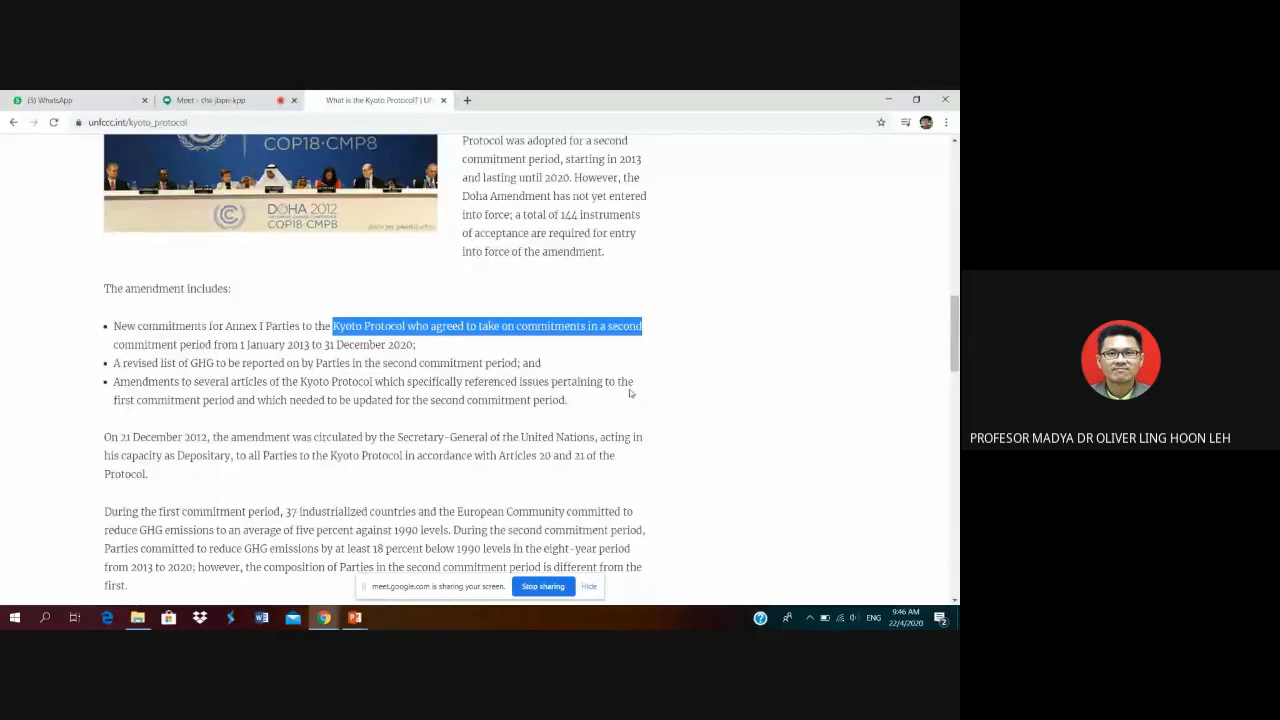 (5) WhatsApp
Meet - cha-jbpn-kpp
What is the Kyoto Protocol? | UF
unfccc.int/kyoto_protocol
COP18·CMP8
DOHA 2012
COP18·CMP8
Protocol was adopted for a second
commitment period, starting in 2013
and lasting until 2020. However, the
Doha Amendment has not yet entered
into force; a total of 144 instruments
of acceptance are required for entry
into force of the amendment.
The amendment includes:
New commitments for Annex I Parties to the Kyoto Protocol who agreed to take on commitments in a second
commitment period from 1 January 2013 to 31 December 2020;
A revised list of GHG to be reported on by Parties in the second commitment period; and
Amendments to several articles of the Kyoto Protocol which specifically referenced issues pertaining to the
first commitment period and which needed to be updated for the second commitment period.
On 21 December 2012, the amendment was circulated by the Secretary-General of the United Nations, acting in
his capacity as Depositary, to all Parties to the Kyoto Protocol in accordance with Articles 20 and 21 of the
Protocol.
During the first commitment period, 37 industrialized countries and the European Community committed to
reduce GHG emissions to an average of five percent against 1990 levels. During the second commitment period,
Parties committed to reduce GHG emissions by at least 18 percent below 1990 levels in the eight-year period
from 2013 to 2020; however, the composition of Parties in the second commitment period is different from the
first.
meet.google.com is sharing your screen.
Stop sharing
Hide
ENG
9:46 AM
22/4/2020
2
PROFESOR MADYA DR OLIVER LING HOON LEH